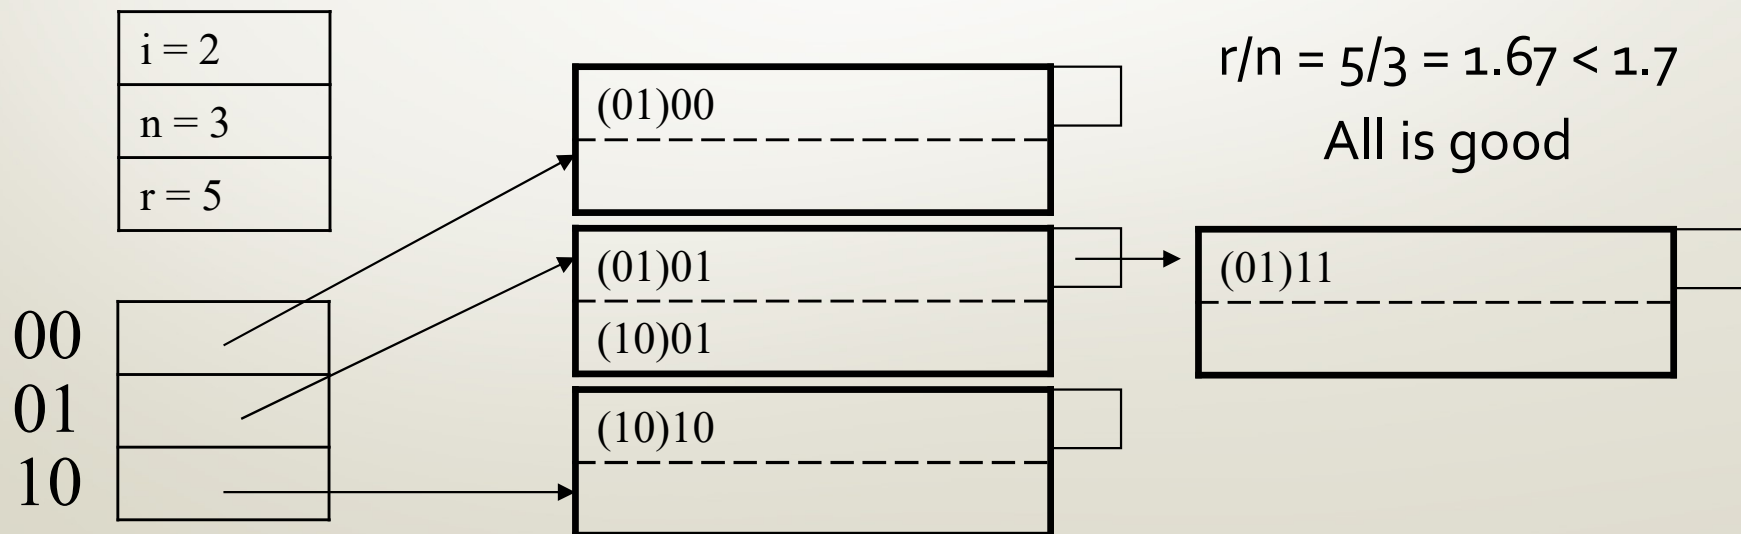 i = 2
n = 3
r = 5
r/n = 5/3 = 1.67 < 1.7
All is good
(01)00
(01)01
(10)01
(01)11
(10)10
00
01
10